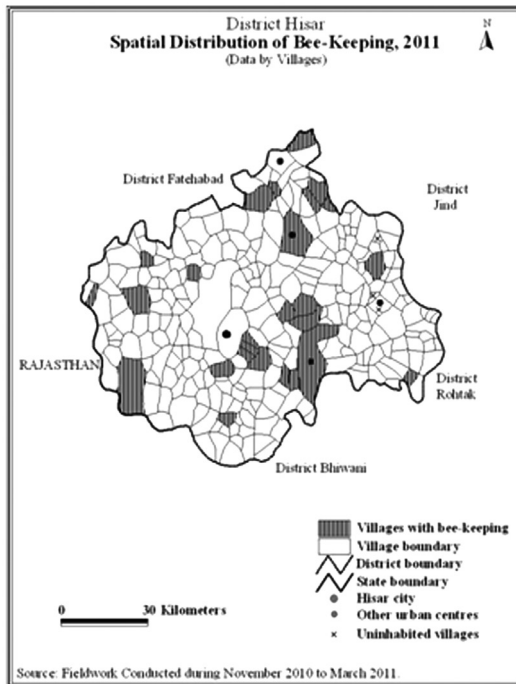 District Hisar
Spatial Distribution of Bee-Keeping, 2011
(Data by Villages)
N
District Fatehabad
District
Jind
RAJASTHAN
District
Rohtak
District Bhiwani
Villages with bee-keeping
Village boundary
District boundary
State boundary
Hisar city
Other urban centres
Uninhabited villages
0 30 Kilometers
Source: Fieldwork Conducted during November 2010 to March 2011.